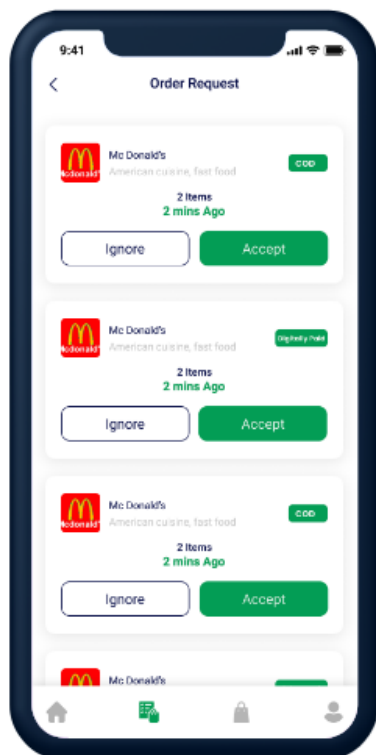 9:41
Order Request
Mc Donald's
COD
American cuisine, fast food
2 Items
2 mins Ago
Ignore
Accept
Mc Donald's
Digitally Paid
American cuisine, fast food
2 Items
2 mins Ago
Ignore
Accept
Mc Donald's
COD
American cuisine, fast food
2 Items
2 mins Ago
Ignore
Accept
Mc Donald's